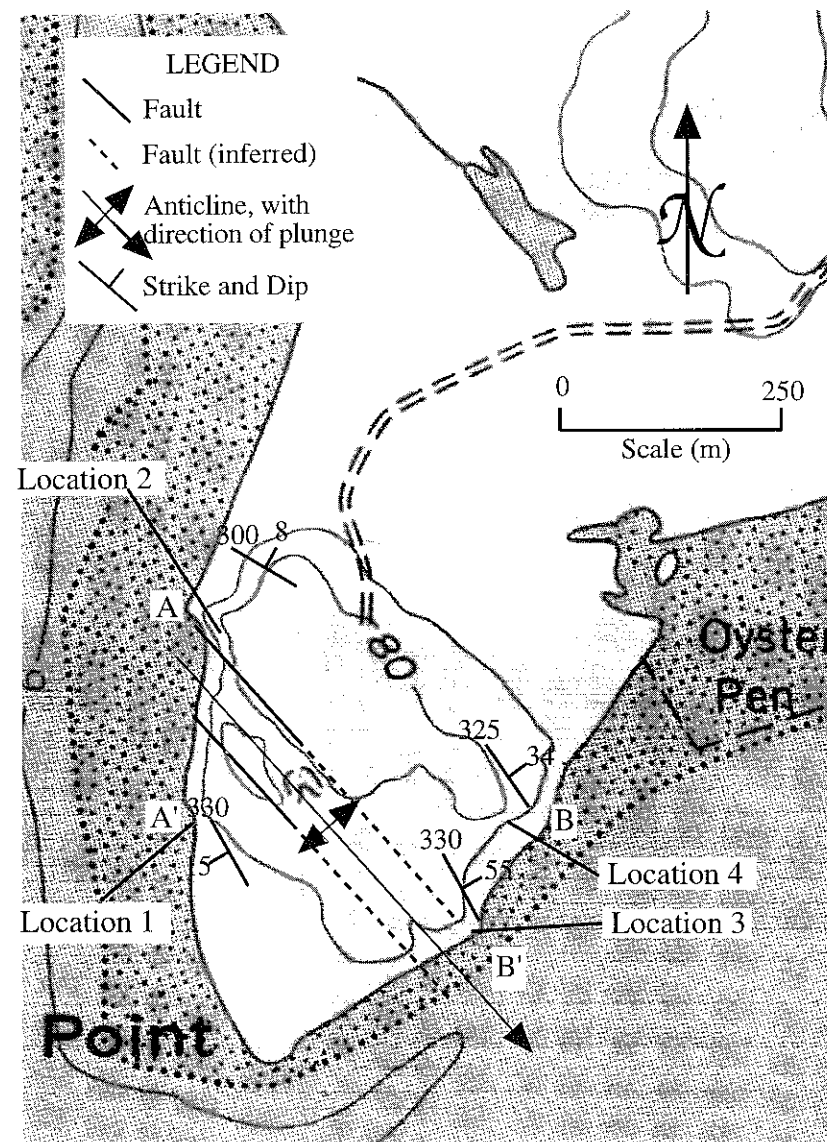 LEGEND
Fault
Fault (inferred)
Anticline, with
direction of plunge
Strike and Dip
N
0 250
Scale (m)
Location 2
300 8
A
80
Oyster
Pen
325
34
A' 330
5
B
330
55
Location 4
Location 1
Location 3
B'
Point